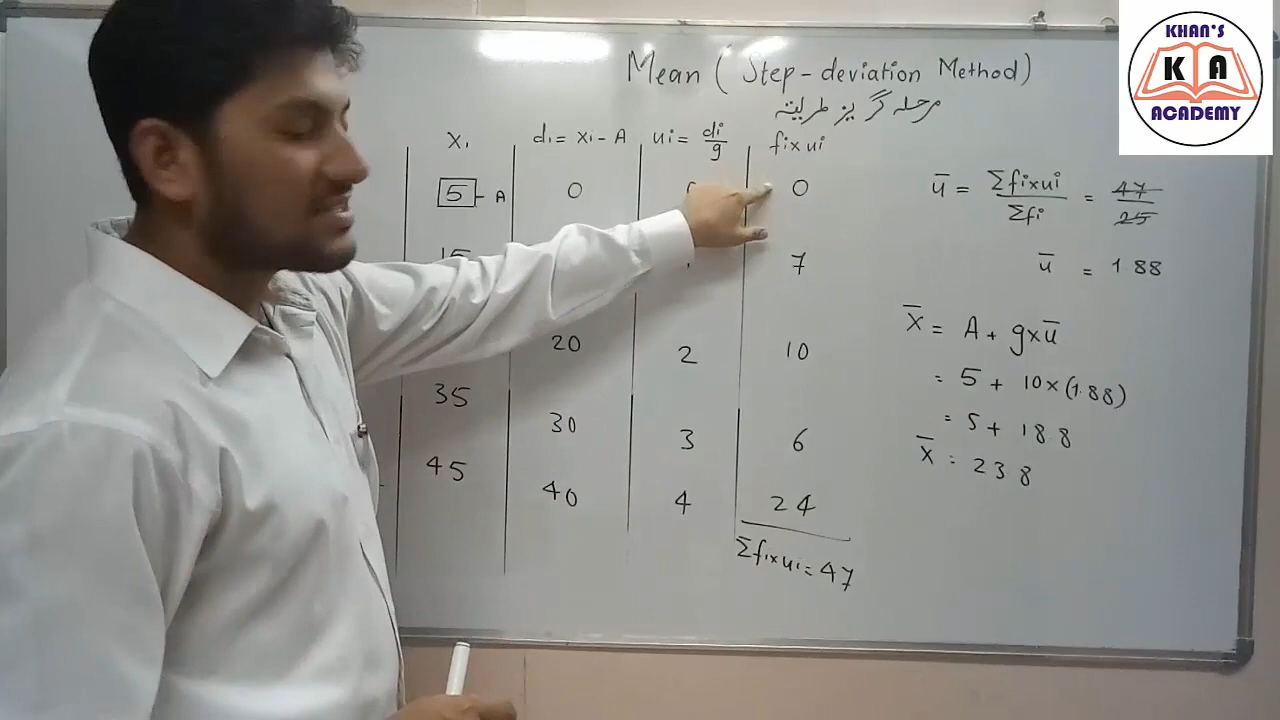 KHAN'S
K A
ACADEMY
Mean ( Step-deviation Method)
مرحلہ گریز طریقہ
xi di = xi - A ui = di/g fi×ui
5 - A 0 0
15 7
20 2 10
35 30 3 6
45 40 4 24
Σfi×ui = 47
ū = Σfi×ui/Σfi = 47/25
ū = 1.88
x̄ = A + g×ū
= 5 + 10×(1.88)
= 5 + 18 8
x̄ = 23 8